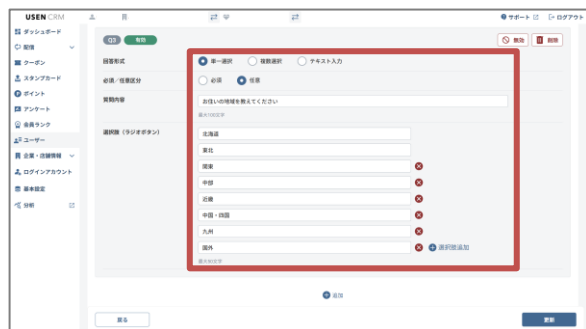 USEN CRM
サポート
ログアウト
ダッシュボード
配信
クーポン
スタンプカード
ポイント
アンケート
会員ランク
ユーザー
企業・店舗情報
ログインアカウント
基本設定
分析
Q3 有効
無効 削除
回答形式
単一選択 複数選択 テキスト入力
必須／任意区分
必須 任意
質問内容
お住いの地域を教えてください
最大100文字
選択肢（ラジオボタン）
北海道
東北
関東
中部
近畿
中国・四国
九州
国外
選択肢追加
追加
戻る
更新